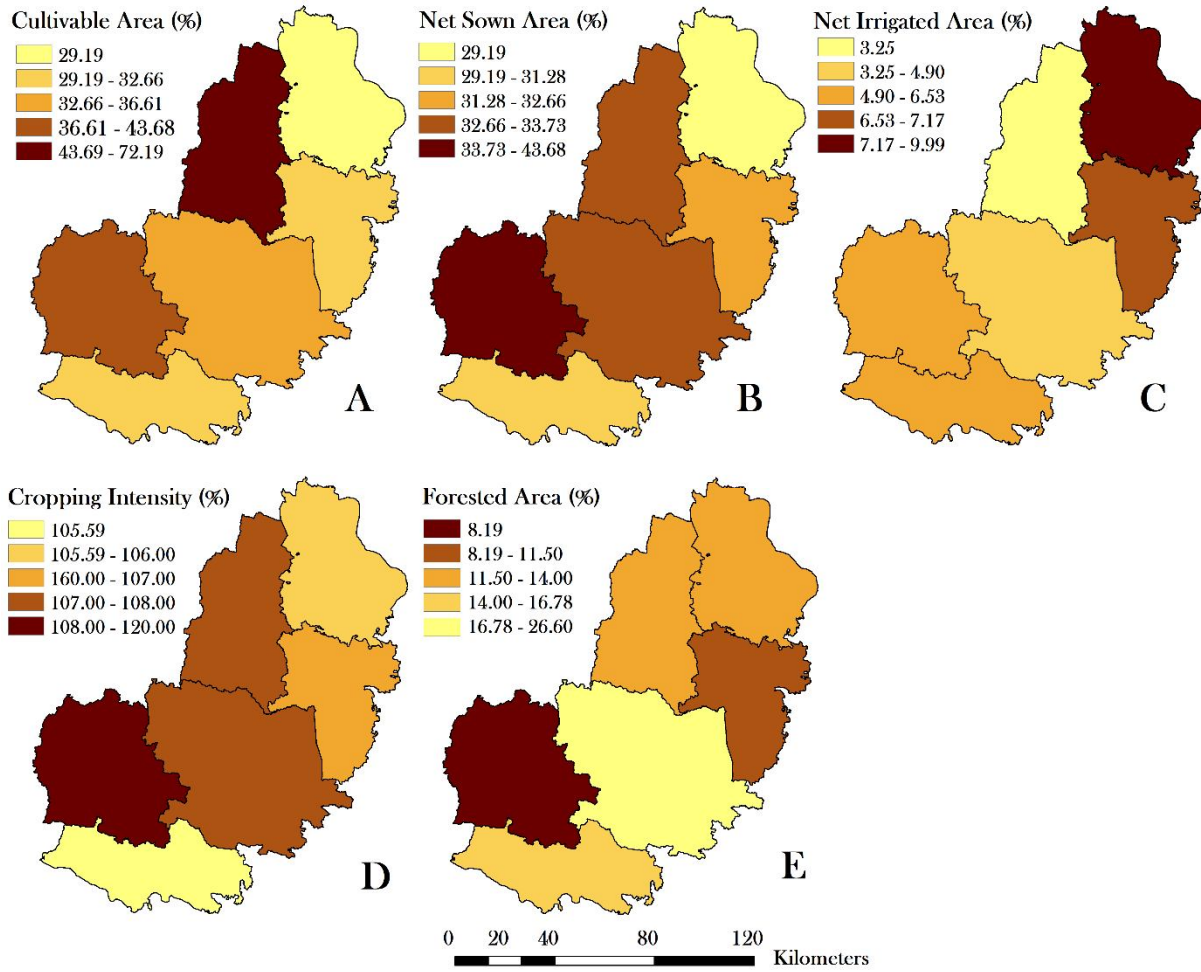 Cultivable Area (%)
29.19
29.19 - 32.66
32.66 - 36.61
36.61 - 43.68
43.69 - 72.19
A
Net Sown Area (%)
29.19
29.19 - 31.28
31.28 - 32.66
32.66 - 33.73
33.73 - 43.68
B
Net Irrigated Area (%)
3.25
3.25 - 4.90
4.90 - 6.53
6.53 - 7.17
7.17 - 9.99
C
Cropping Intensity (%)
105.59
105.59 - 106.00
160.00 - 107.00
107.00 - 108.00
108.00 - 120.00
D
Forested Area (%)
8.19
8.19 - 11.50
11.50 - 14.00
14.00 - 16.78
16.78 - 26.60
E
0 20 40 80 120
Kilometers